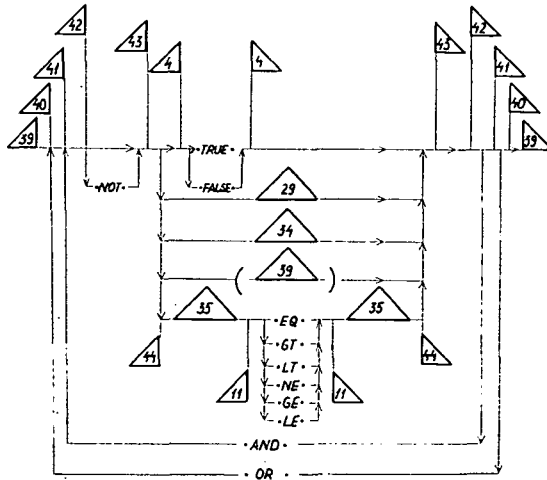 42 43 4 4 43 42
41 41
40 40
39 39
·TRUE·
·NOT· ·FALSE·
29
34
( 39 )
35 ·EQ· 35
·GT·
44 44
·LT·
11 ·NE· 11
·GE·
·LE·
·AND·
·OR·